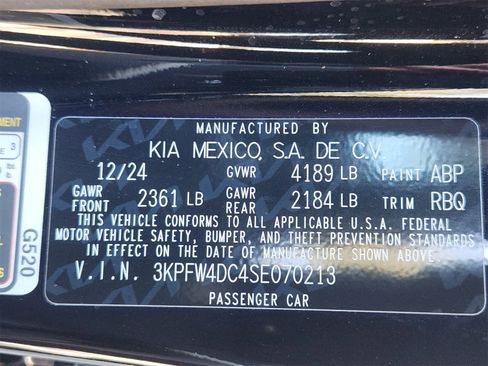 MANUFACTURED BY
KIA MEXICO, S.A. DE C.V.
12/24 GVWR 4189 LB PAINT ABP
GAWR FRONT 2361 LB GAWR REAR 2184 LB TRIM RBQ
THIS VEHICLE CONFORMS TO ALL APPLICABLE U.S.A. FEDERAL
MOTOR VEHICLE SAFETY, BUMPER, AND THEFT PREVENTION STANDARDS
IN EFFECT ON THE DATE OF MANUFACTURE SHOWN ABOVE.
V.I.N. 3KPFW4DC4SE070213
PASSENGER CAR
G520